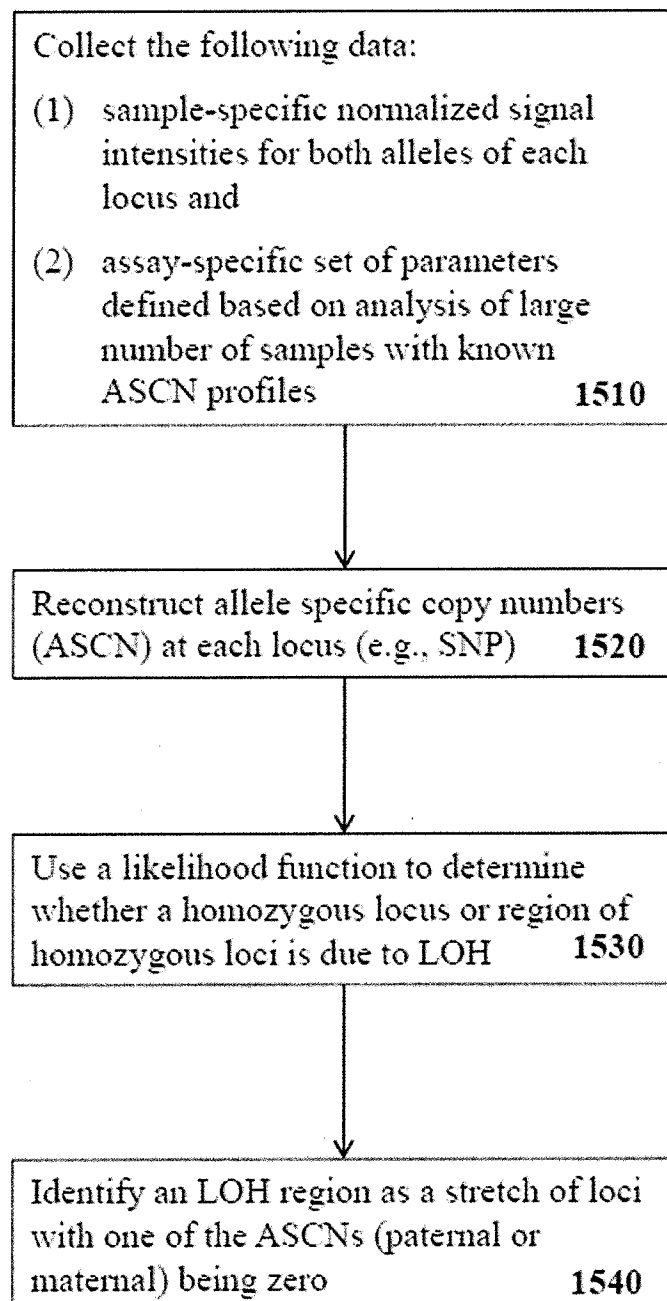 Collect the following data:
(1) sample-specific normalized signal
intensities for both alleles of each
locus and
(2) assay-specific set of parameters
defined based on analysis of large
number of samples with known
ASCN profiles 1510
Reconstruct allele specific copy numbers
(ASCN) at each locus (e.g., SNP) 1520
Use a likelihood function to determine
whether a homozygous locus or region of
homozygous loci is due to LOH 1530
Identify an LOH region as a stretch of loci
with one of the ASCNs (paternal or
maternal) being zero 1540